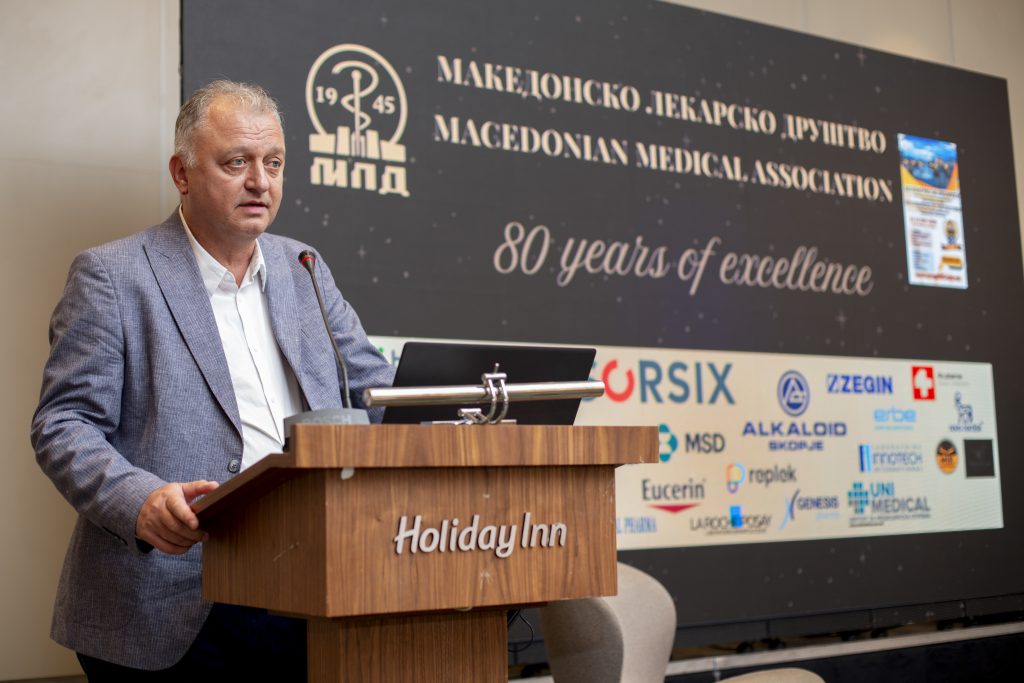 19 45
МЛД
МАКЕДОНСКО ЛЕКАРСКО ДРУШТВО
MACEDONIAN MEDICAL ASSOCIATION
80 years of excellence
ORSIX
ZEGIN
ALKALOID
SKOPJE
erbe
MSD
INNOTECH
replek
Eucerin
UNI
MEDICAL
GENESIS
LA ROCHE POSAY
PHARMA
Holiday Inn